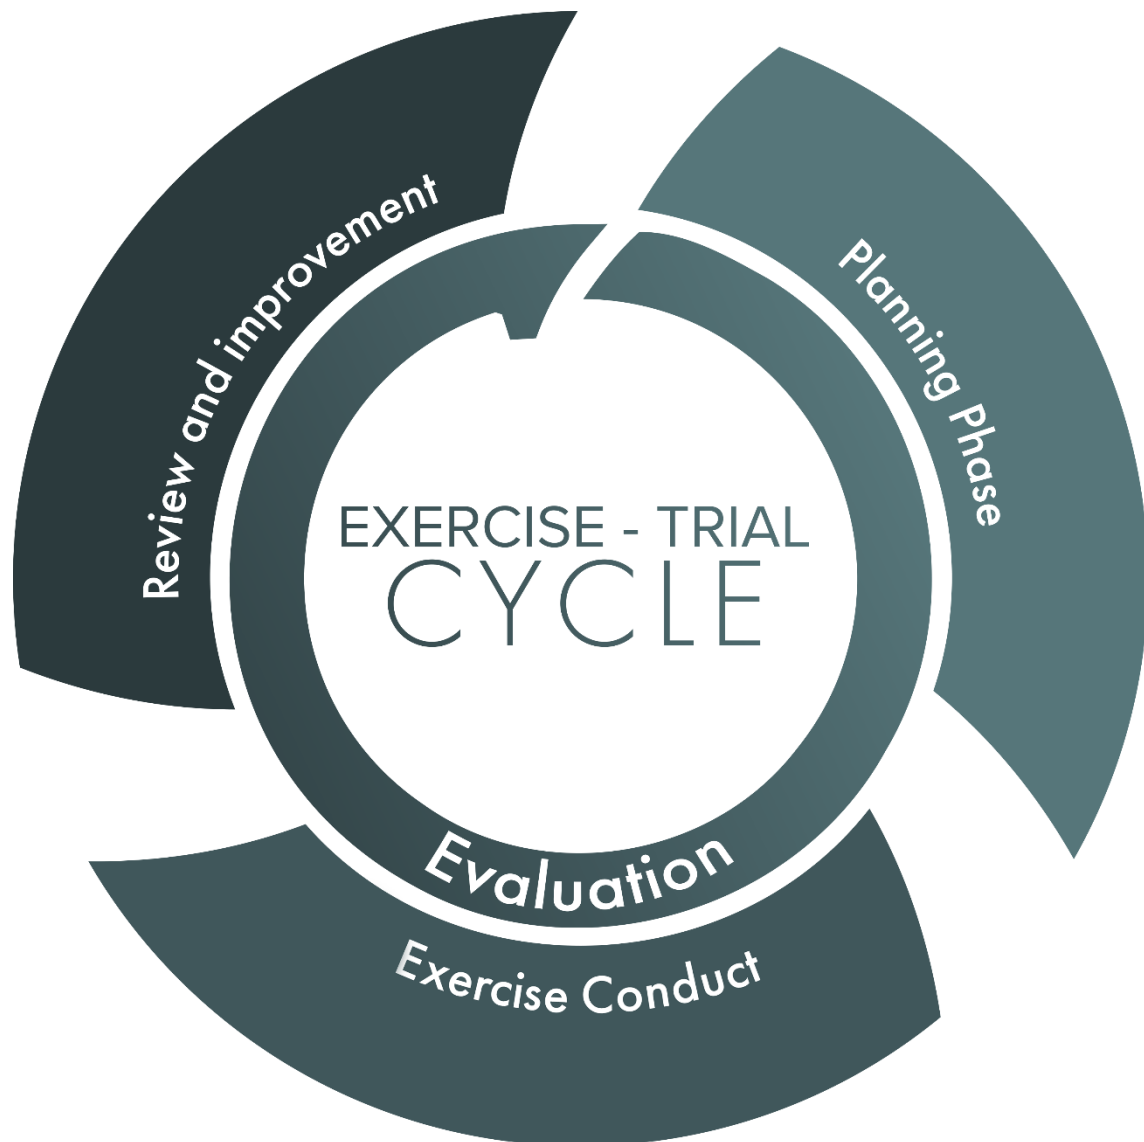 Review and improvement
Planning Phase
EXERCISE - TRIAL
CYCLE
Evaluation
Exercise Conduct